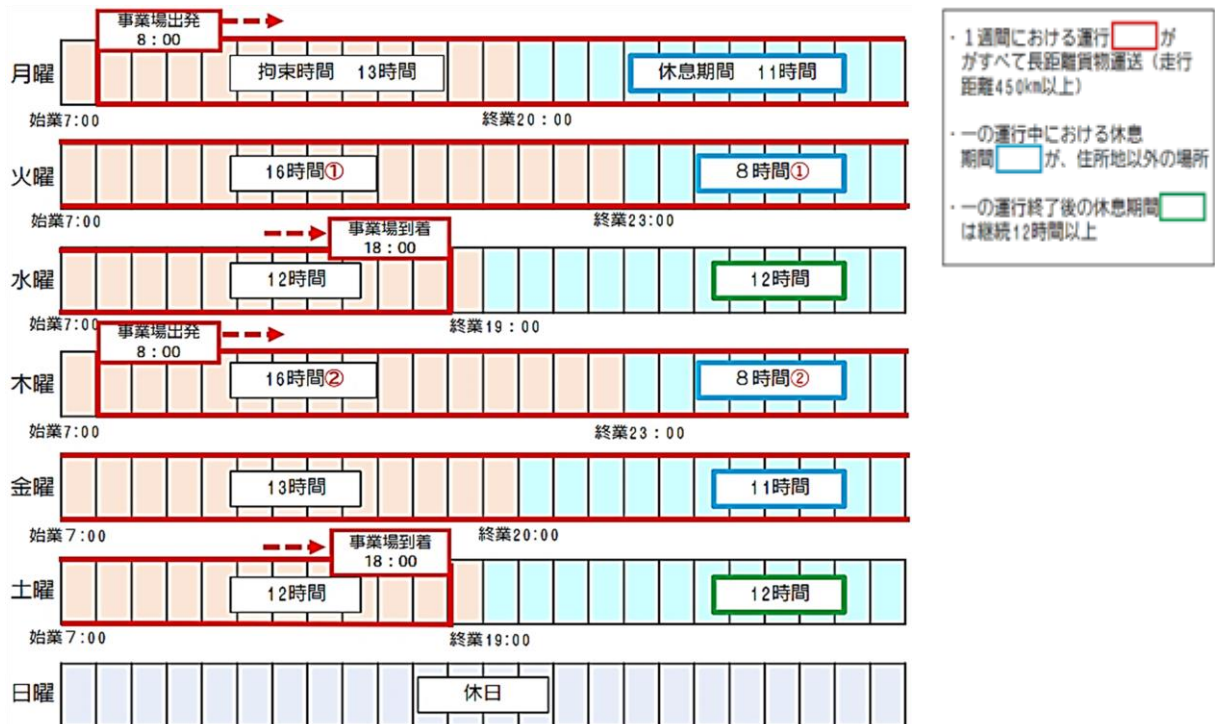 事業場出発
8:00
月曜
拘束時間 13時間
休息期間 11時間
始業7:00
終業20:00
火曜
16時間①
8時間①
始業7:00
終業23:00
事業場到着
18:00
水曜
12時間
12時間
始業7:00
終業19:00
事業場出発
8:00
木曜
16時間②
8時間②
始業7:00
終業23:00
金曜
13時間
11時間
始業7:00
終業20:00
事業場到着
18:00
土曜
12時間
12時間
始業7:00
終業19:00
日曜
休日
・1週間における運行 が
がすべて長距離貨物運送（走行
距離450km以上）
・一の運行中における休息
期間 が、住所地以外の場所
・一の運行終了後の休息期間
は継続12時間以上